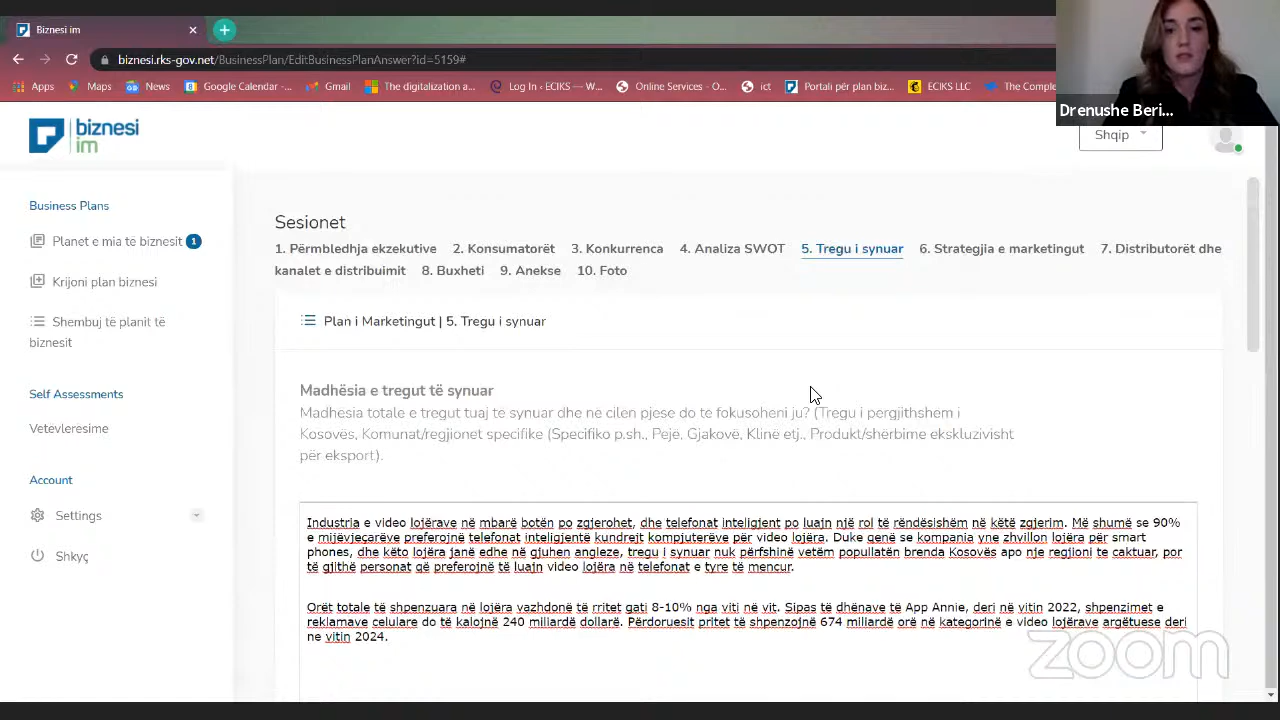 Biznesi im
biznesi.rks-gov.net/BusinessPlan/EditBusinessPlanAnswer?id=5159#
Apps Maps News Google Calendar -... Gmail The digitalization a... Log In ‹ ECIKS — W... Online Services - O... ict Portali për plan biz... ECIKS LLC The Comple
Drenushe Beri...
biznesi
im
Shqip
Business Plans
Planet e mia të biznesit 1
Krijoni plan biznesi
Shembuj të planit të
biznesit
Self Assessments
Vetevleresime
Account
Settings
Shkyç
Sesionet
1. Përmbledhja ekzekutive 2. Konsumatorët 3. Konkurrenca 4. Analiza SWOT 5. Tregu i synuar 6. Strategjia e marketingut 7. Distributorët dhe
kanalet e distribuimit 8. Buxheti 9. Anekse 10. Foto
Plan i Marketingut | 5. Tregu i synuar
Madhësia e tregut të synuar
Madhesia totale e tregut tuaj te synuar dhe në cilen pjese do te fokusoheni ju? (Tregu i pergjithshem i
Kosovës, Komunat/regjionet specifike (Specifiko p.sh., Pejë, Gjakovë, Klinë etj., Produkt/shërbime ekskluzivisht
për eksport).
Industria e video lojërave në mbarë botën po zgjerohet, dhe telefonat inteligjent po luajn një rol të rëndësishëm në këtë zgjerim. Më shumë se 90%
e mijëvjeçarëve preferojnë telefonat inteligjentë kundrejt kompjuterëve për video lojëra. Duke qenë se kompania yne zhvillon lojëra për smart
phones, dhe këto lojëra janë edhe në gjuhen angleze, tregu i synuar nuk përfshinë vetëm popullatën brenda Kosovës apo nje regjioni te caktuar, por
të gjithë personat që preferojnë të luajn video lojëra në telefonat e tyre të mencur.
Orët totale të shpenzuara në lojëra vazhdonë të rritet gati 8-10% nga viti në vit. Sipas të dhënave të App Annie, deri në vitin 2022, shpenzimet e
reklamave celulare do të kalojnë 240 miliardë dollarë. Përdoruesit pritet të shpenzojnë 674 miliardë orë në kategorinë e video lojërave argëtuese deri
ne vitin 2024.
zoom